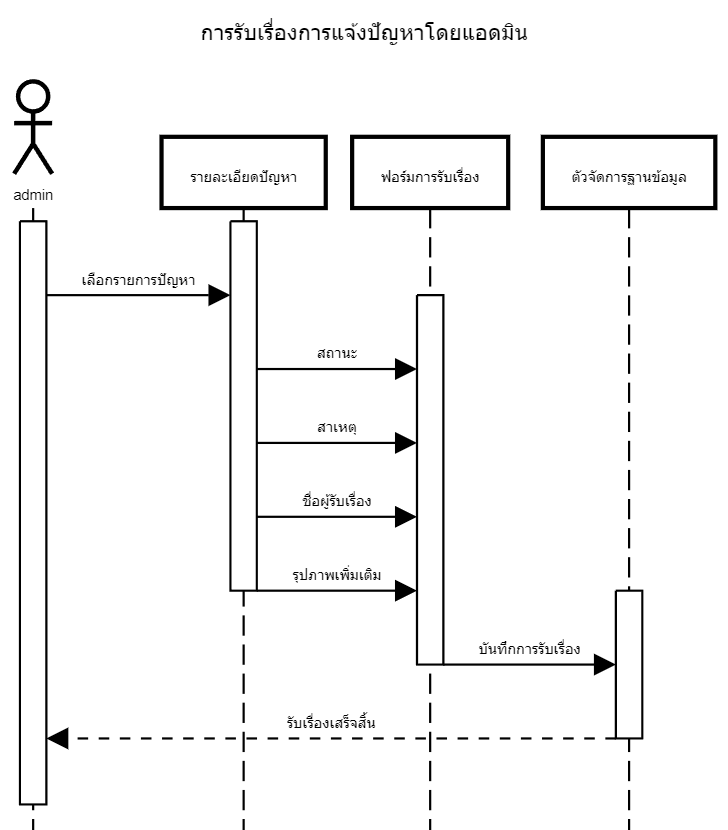 การรับเรื่องการแจ้งปัญหาโดยแอดมิน
admin
รายละเอียดปัญหา
ฟอร์มการรับเรื่อง
ตัวจัดการฐานข้อมูล
เลือกรายการปัญหา
สถานะ
สาเหตุ
ชื่อผู้รับเรื่อง
รุปภาพเพิ่มเติม
บันทึกการรับเรื่อง
รับเรื่องเสร็จสิ้น